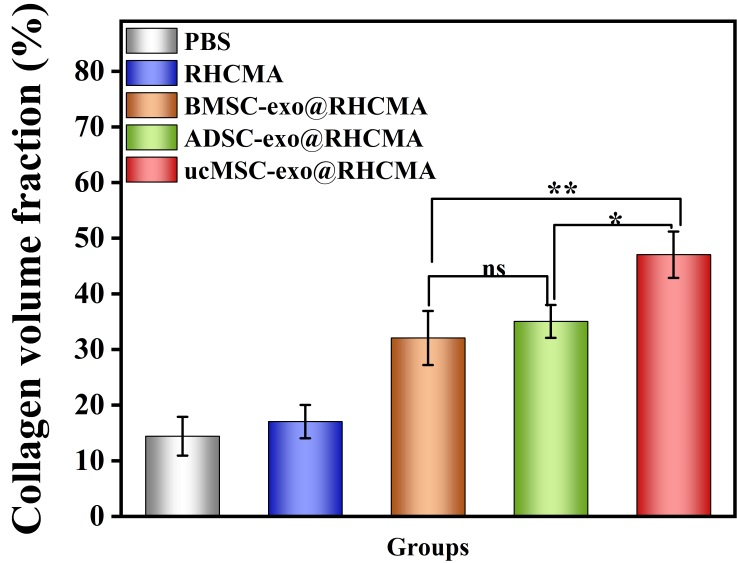 Collagen volume fraction (%)
PBS
RHCMA
BMSC-exo@RHCMA
ADSC-exo@RHCMA
ucMSC-exo@RHCMA
80
70
60
50
40
30
20
10
0
**
*
ns
Groups